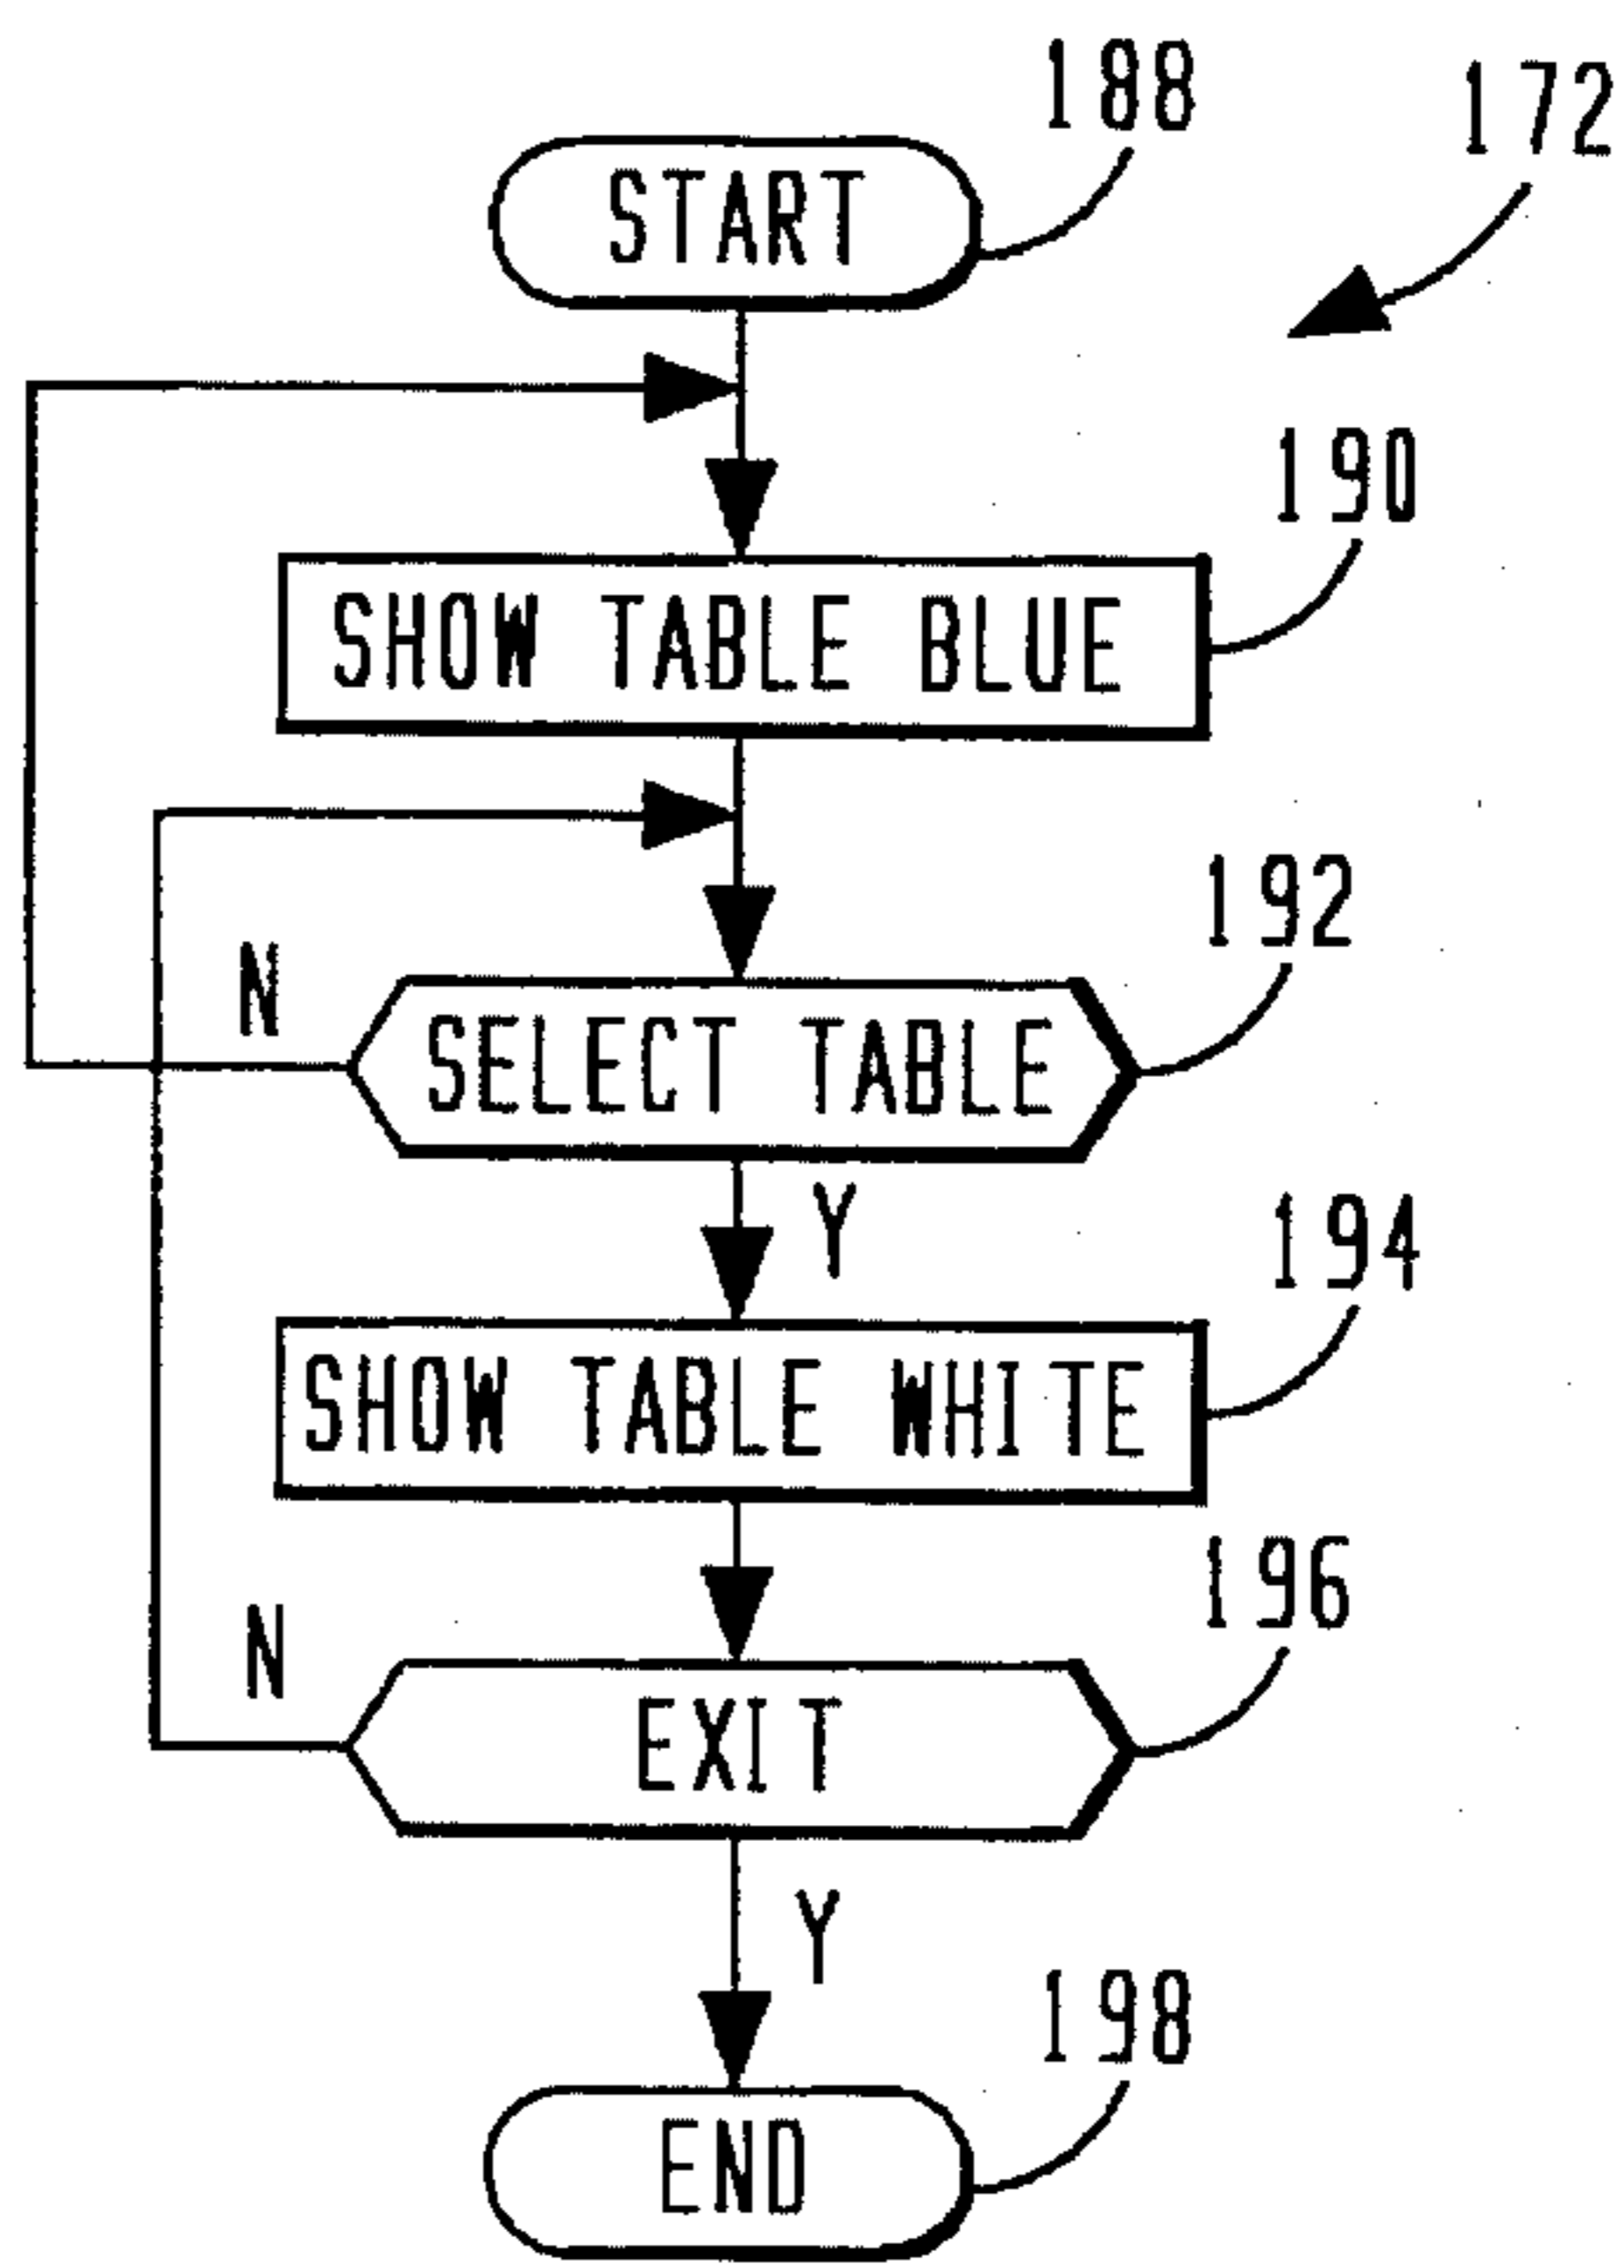 188
172
START
190
SHOW TABLE BLUE
192
N
SELECT TABLE
Y
194
SHOW TABLE WHITE
196
N
EXIT
Y
198
END